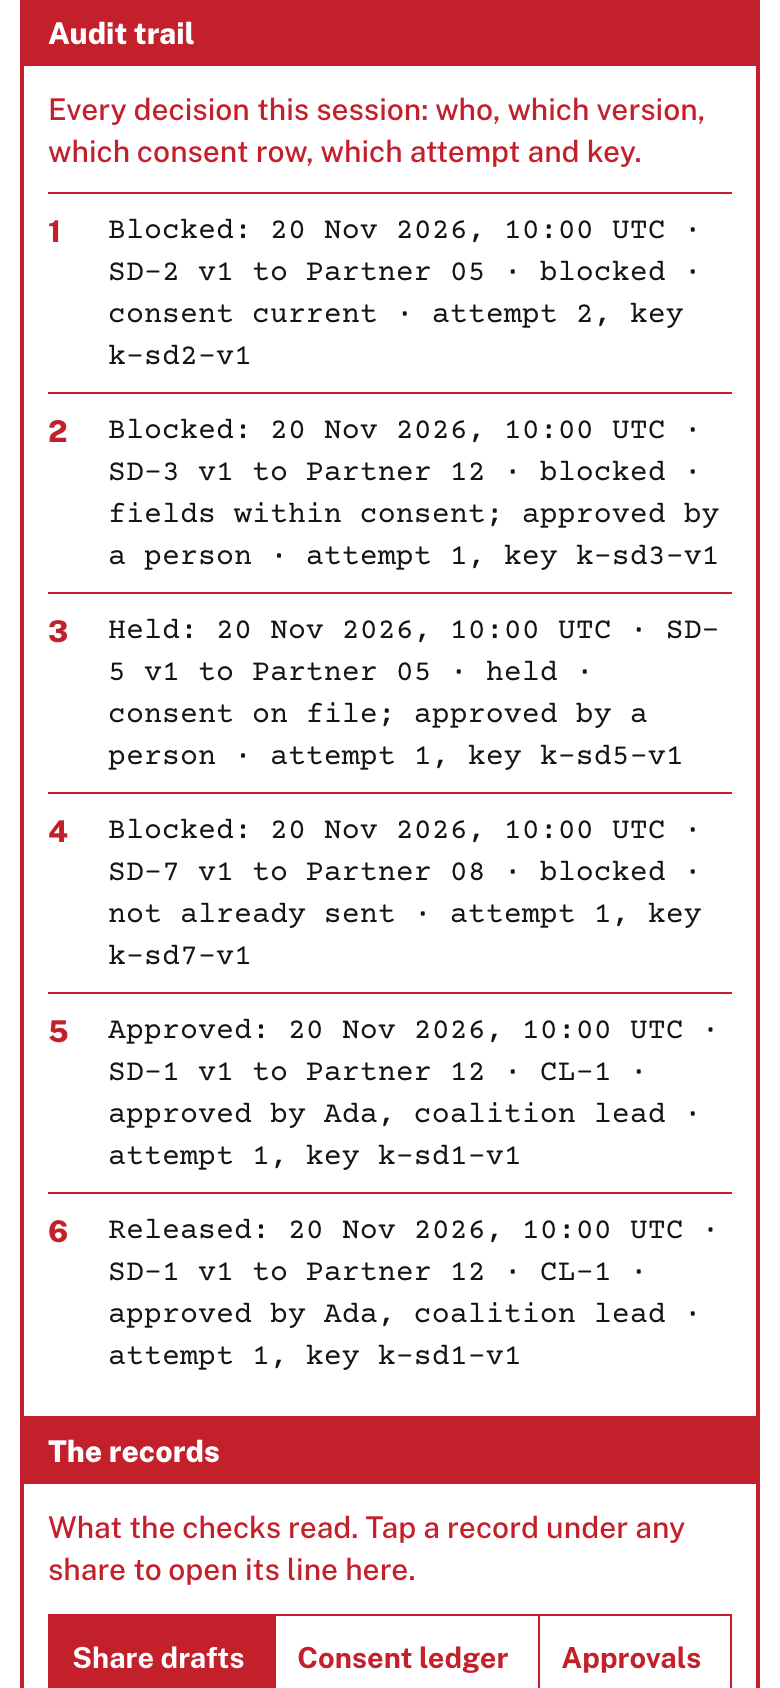 Audit trail
Every decision this session: who, which version,
which consent row, which attempt and key.
1
Blocked: 20 Nov 2026, 10:00 UTC ·
SD-2 v1 to Partner 05 · blocked ·
consent current · attempt 2, key
k-sd2-v1
2
Blocked: 20 Nov 2026, 10:00 UTC ·
SD-3 v1 to Partner 12 · blocked ·
fields within consent; approved by
a person · attempt 1, key k-sd3-v1
3
Held: 20 Nov 2026, 10:00 UTC · SD-
5 v1 to Partner 05 · held ·
consent on file; approved by a
person · attempt 1, key k-sd5-v1
4
Blocked: 20 Nov 2026, 10:00 UTC ·
SD-7 v1 to Partner 08 · blocked ·
not already sent · attempt 1, key
k-sd7-v1
5
Approved: 20 Nov 2026, 10:00 UTC ·
SD-1 v1 to Partner 12 · CL-1 ·
approved by Ada, coalition lead ·
attempt 1, key k-sd1-v1
6
Released: 20 Nov 2026, 10:00 UTC ·
SD-1 v1 to Partner 12 · CL-1 ·
approved by Ada, coalition lead ·
attempt 1, key k-sd1-v1
The records
What the checks read. Tap a record under any
share to open its line here.
Share drafts
Consent ledger
Approvals